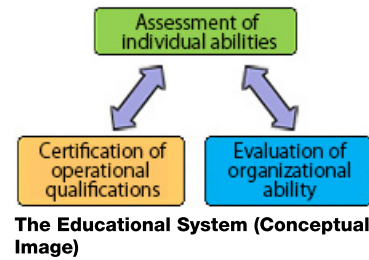 Assessment of
individual abilities
Certification of
operational
qualifications
Evaluation of
organizational
ability
The Educational System (Conceptual
Image)